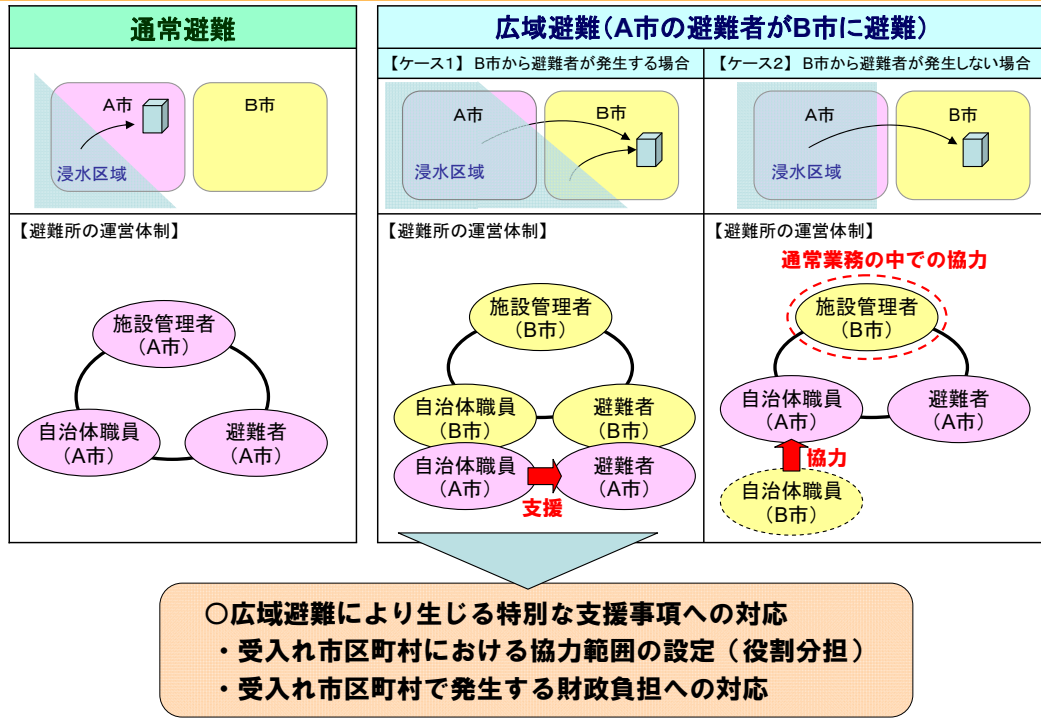 通常避難
A市
B市
浸水区域
【避難所の運営体制】
施設管理者
(A市)
自治体職員
(A市)
避難者
(A市)
広域避難(A市の避難者がB市に避難)
【ケース1】 B市から避難者が発生する場合
A市
B市
浸水区域
【避難所の運営体制】
施設管理者
(B市)
自治体職員
(B市)
避難者
(B市)
自治体職員
(A市)
避難者
(A市)
支援
【ケース2】 B市から避難者が発生しない場合
A市
B市
浸水区域
【避難所の運営体制】
通常業務の中での協力
施設管理者
(B市)
自治体職員
(A市)
避難者
(A市)
協力
自治体職員
(B市)
○広域避難により生じる特別な支援事項への対応
・受入れ市区町村における協力範囲の設定(役割分担)
・受入れ市区町村で発生する財政負担への対応